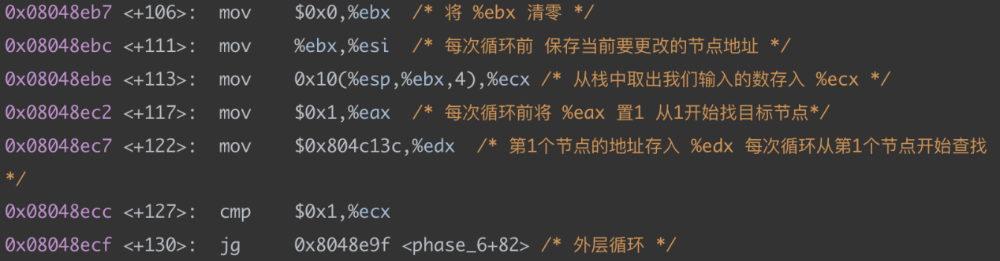 0x08048eb7 <+106>:  mov    $0x0,%ebx  /* 将 %ebx 清零 */
0x08048ebc <+111>:  mov    %ebx,%esi  /* 每次循环前 保存当前要更改的节点地址 */
0x08048ebe <+113>:  mov    0x10(%esp,%ebx,4),%ecx /* 从栈中取出我们输入的数存入 %ecx */
0x08048ec2 <+117>:  mov    $0x1,%eax  /* 每次循环前将 %eax 置1 从1开始找目标节点*/
0x08048ec7 <+122>:  mov    $0x804c13c,%edx  /* 第1个节点的地址存入 %edx 每次循环从第1个节点开始查找
*/
0x08048ecc <+127>:  cmp    $0x1,%ecx
0x08048ecf <+130>:  jg     0x8048e9f <phase_6+82> /* 外层循环 */